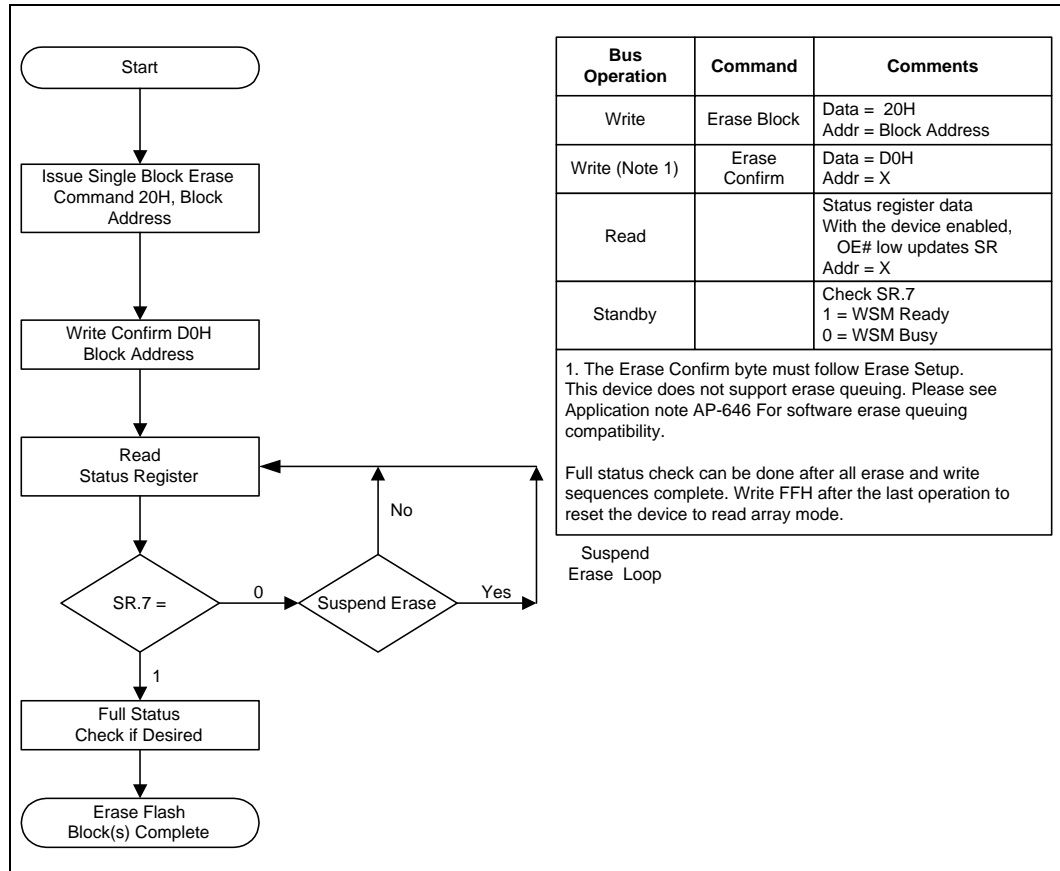 Start
Issue Single Block Erase
Command 20H, Block
Address
Write Confirm D0H
Block Address
Read
Status Register
No
SR.7 =
0
Suspend Erase
Yes
1
Full Status
Check if Desired
Erase Flash
Block(s) Complete
Suspend
Erase Loop
Bus
Operation
Command
Comments
Write
Erase Block
Data = 20H
Addr = Block Address
Write (Note 1)
Erase
Confirm
Data = D0H
Addr = X
Read
Status register data
With the device enabled,
OE# low updates SR
Addr = X
Standby
Check SR.7
1 = WSM Ready
0 = WSM Busy
1. The Erase Confirm byte must follow Erase Setup.
This device does not support erase queuing. Please see
Application note AP-646 For software erase queuing
compatibility.
Full status check can be done after all erase and write
sequences complete. Write FFH after the last operation to
reset the device to read array mode.